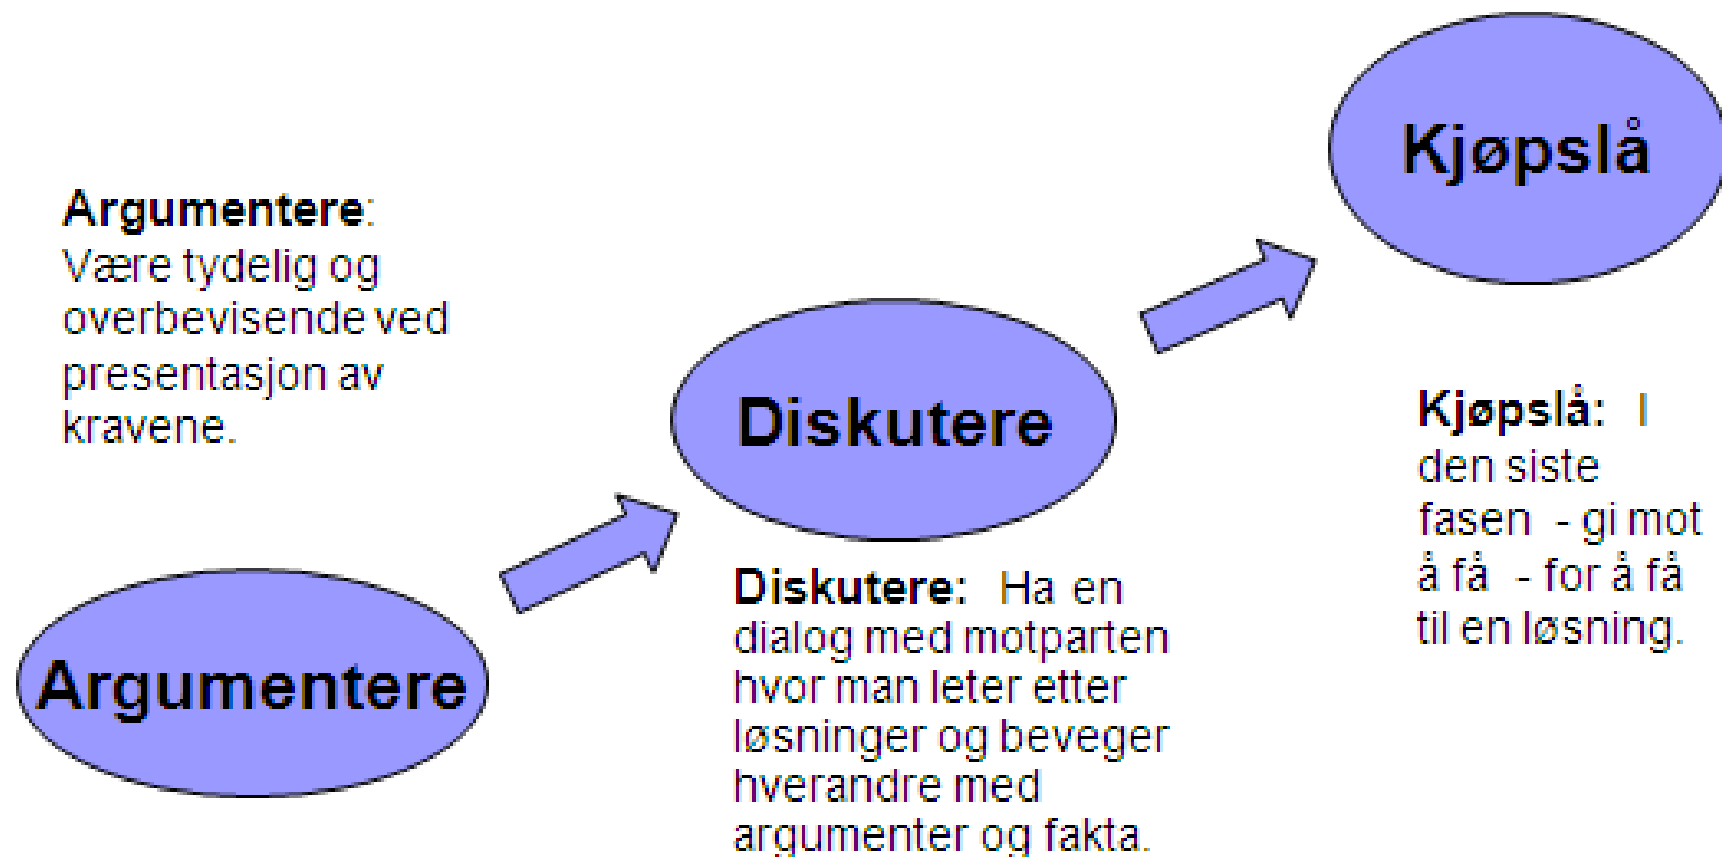 Argumentere:
Være tydelig og
overbevisende ved
presentasjon av
kravene.
Argumentere
Diskutere
Diskutere: Ha en
dialog med motparten
hvor man leter etter
løsninger og beveger
hverandre med
argumenter og fakta.
Kjøpslå
Kjøpslå: I
den siste
fasen - gi mot
å få - for å få
til en løsning.